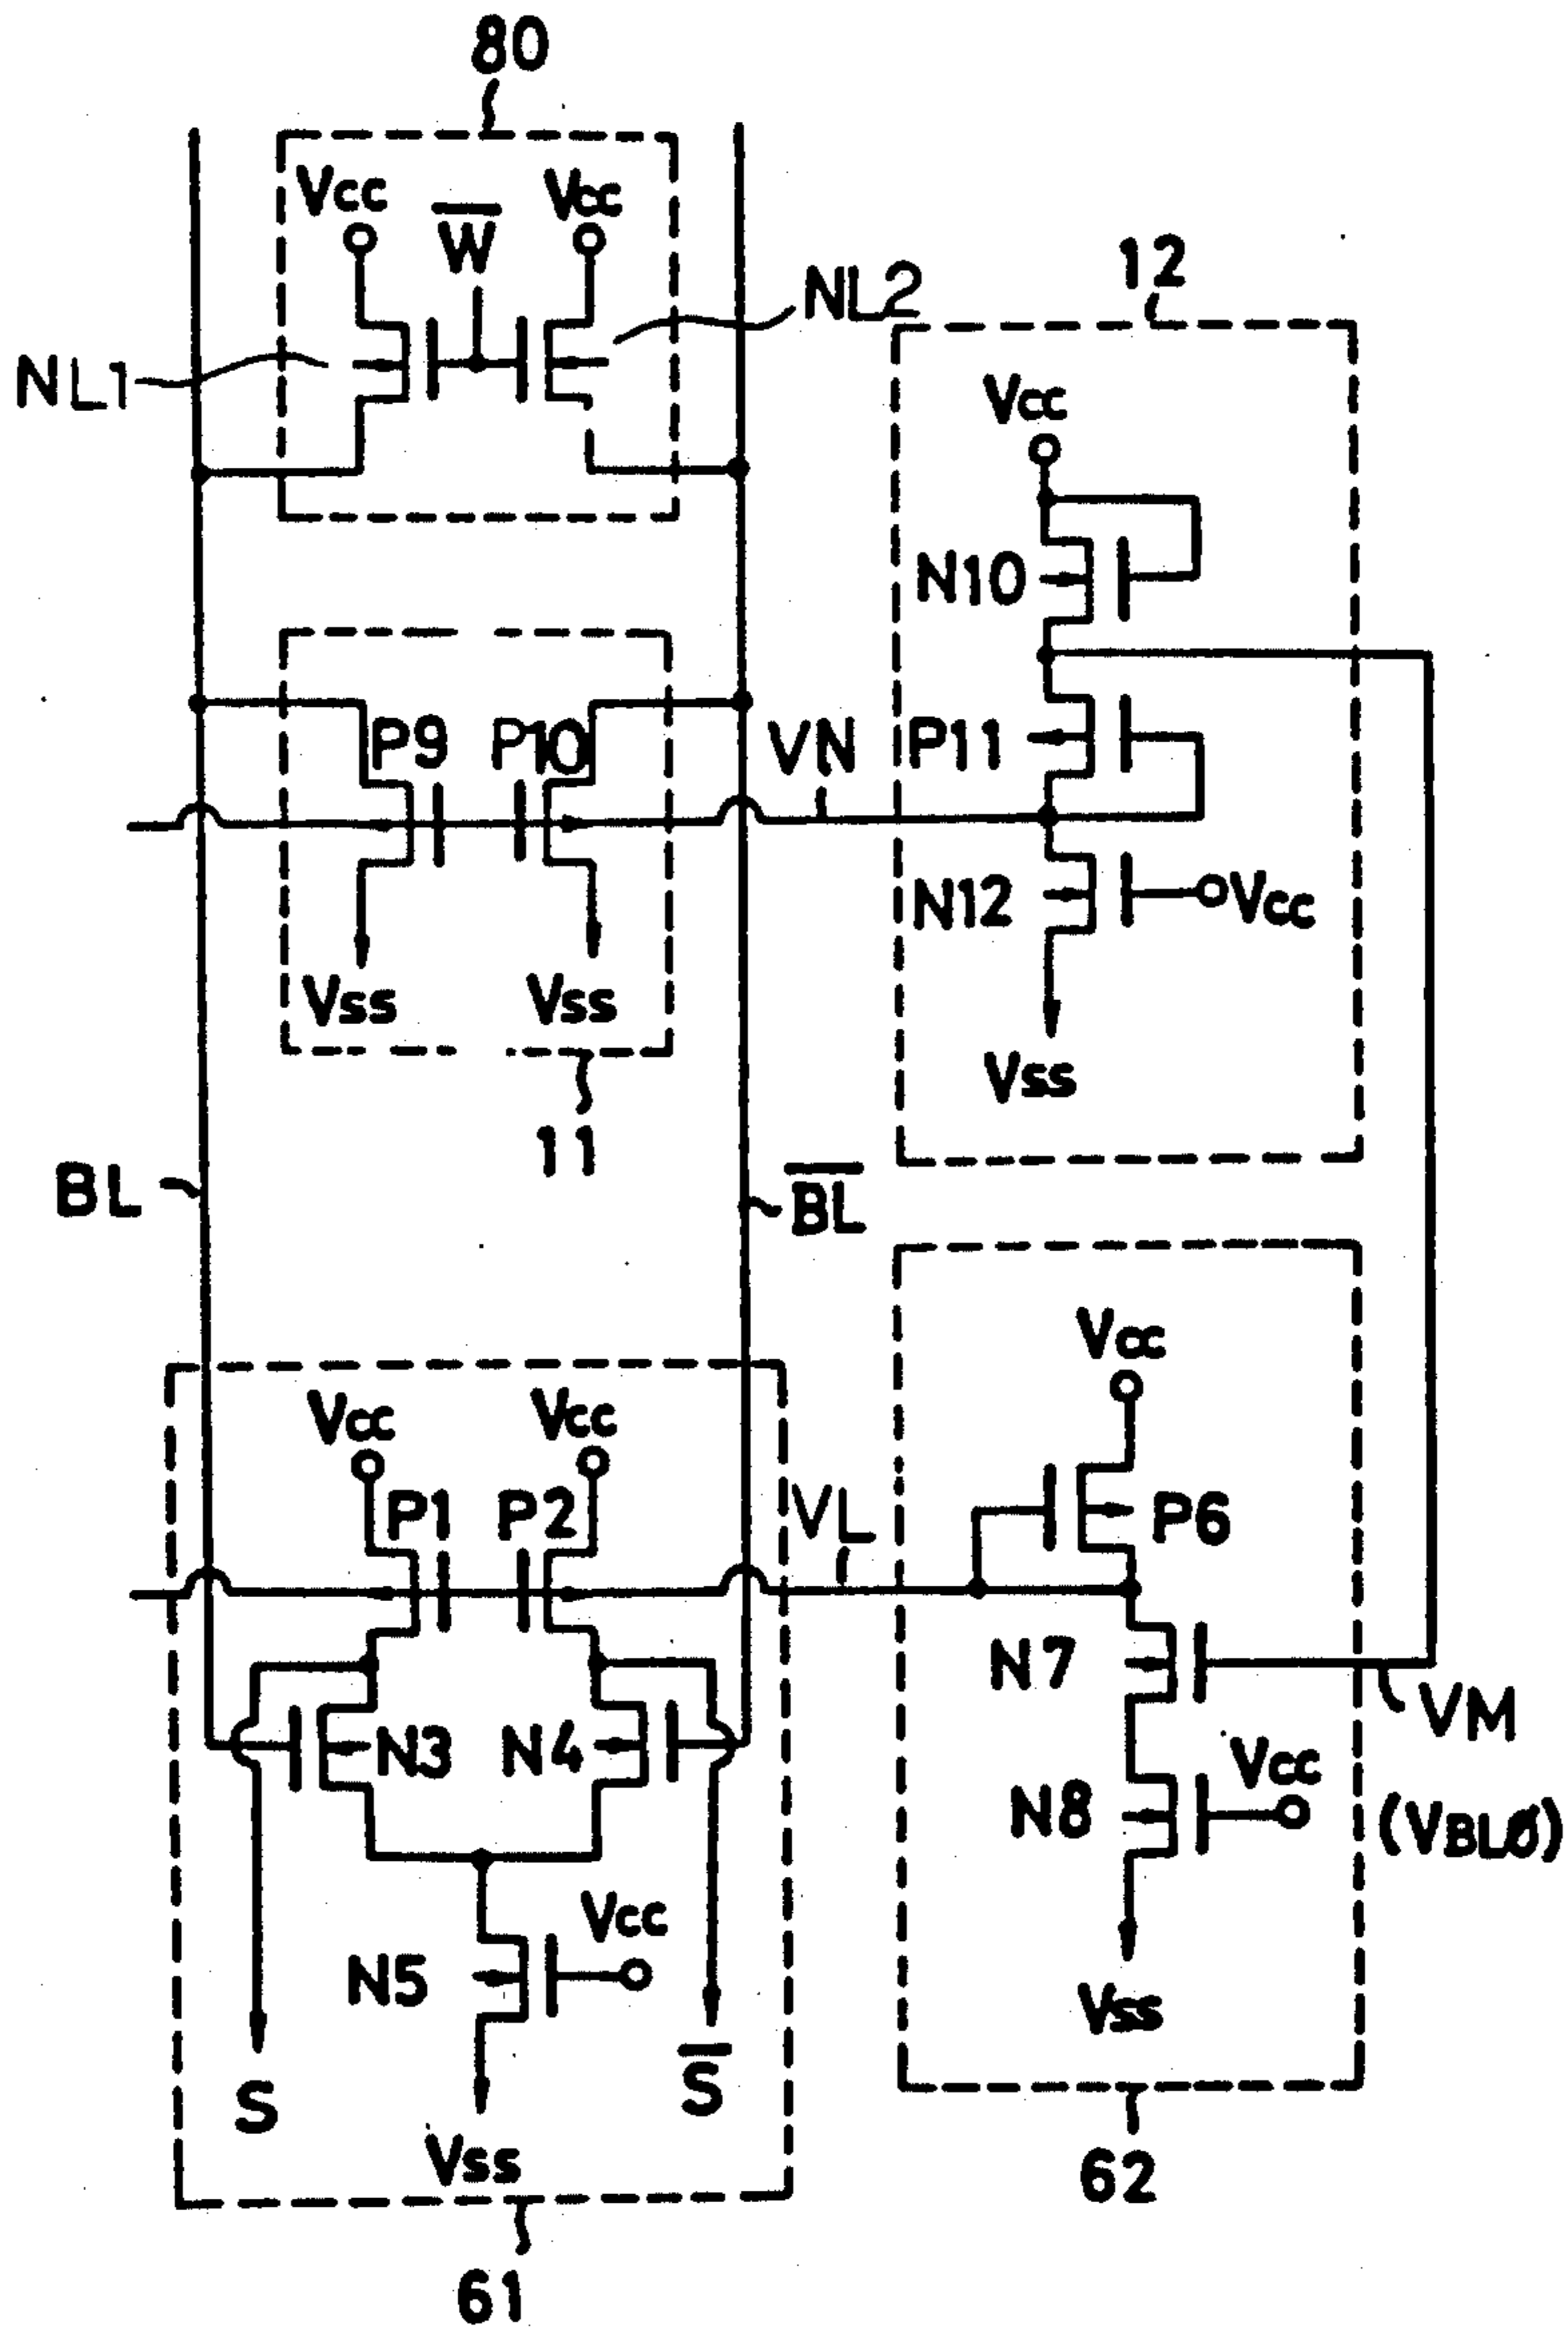 80
Vcc
W̅
Vcc
NL2
12
NL1
Vcc
N10
P9
P10
VN
P11
N12
Vcc
Vss
Vss
Vss
11
BL
B̅L̅
Vcc
Vcc
Vcc
P1
P2
VL
P6
N7
VM
N3
N4
Vcc
N8
(VBLØ)
Vcc
N5
Vss
S
S̅
Vss
62
61